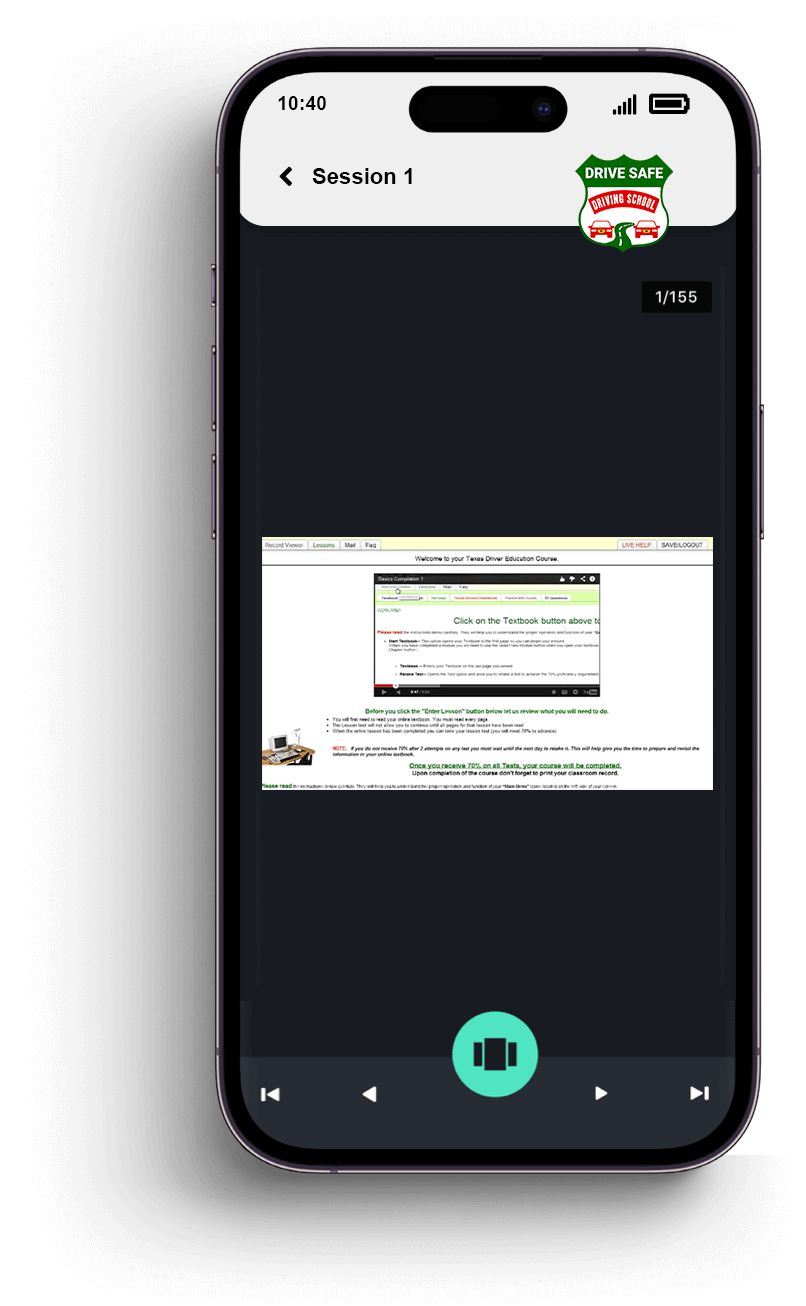 10:40
Session 1
DRIVE SAFE
DRIVING SCHOOL
1/155
Record Viewer Lessons Mail Faq LIVE HELP SAVE/LOGOUT
Welcome to your Texas Driver Education Course.
Basics Compilation 1
Lessons Mail Faq
Textbook Texas Drivers Handbook Parent Info Guide ID Questions
WORK AREA
Click on the Textbook button above to
Please read the instructions below carefully. They will help you to understand the proper operation and function of your
Start Textbook-- This option opens your Textbook to the first page so you can begin your lessons.
Textbook -- Enters your Textbook on the last page you viewed.
Retake Test-- Opens the Test option and allow you to retake a test to achieve the 70% proficiency requirement
Before you click the "Enter Lesson" button below let us review what you will need to do.
You will first need to read your online textbook. You must read every page.
The Lesson test will not allow you to continue until all pages for that lesson have been read
When the entire lesson has been completed you can take your lesson test (you will need 70% to advance)
NOTE: If you do not receive 70% after 2 attempts on any test you must wait until the next day to retake it. This will help give you the time to prepare and revisit the
information in your online textbook.
Once you receive 70% on all Tests, your course will be completed.
Upon completion of the course don't forget to print your classroom record.
Please read the instructions below carefully. They will help you to understand the proper operation and function of your "Main Menu" icons located on the left side of your screen.